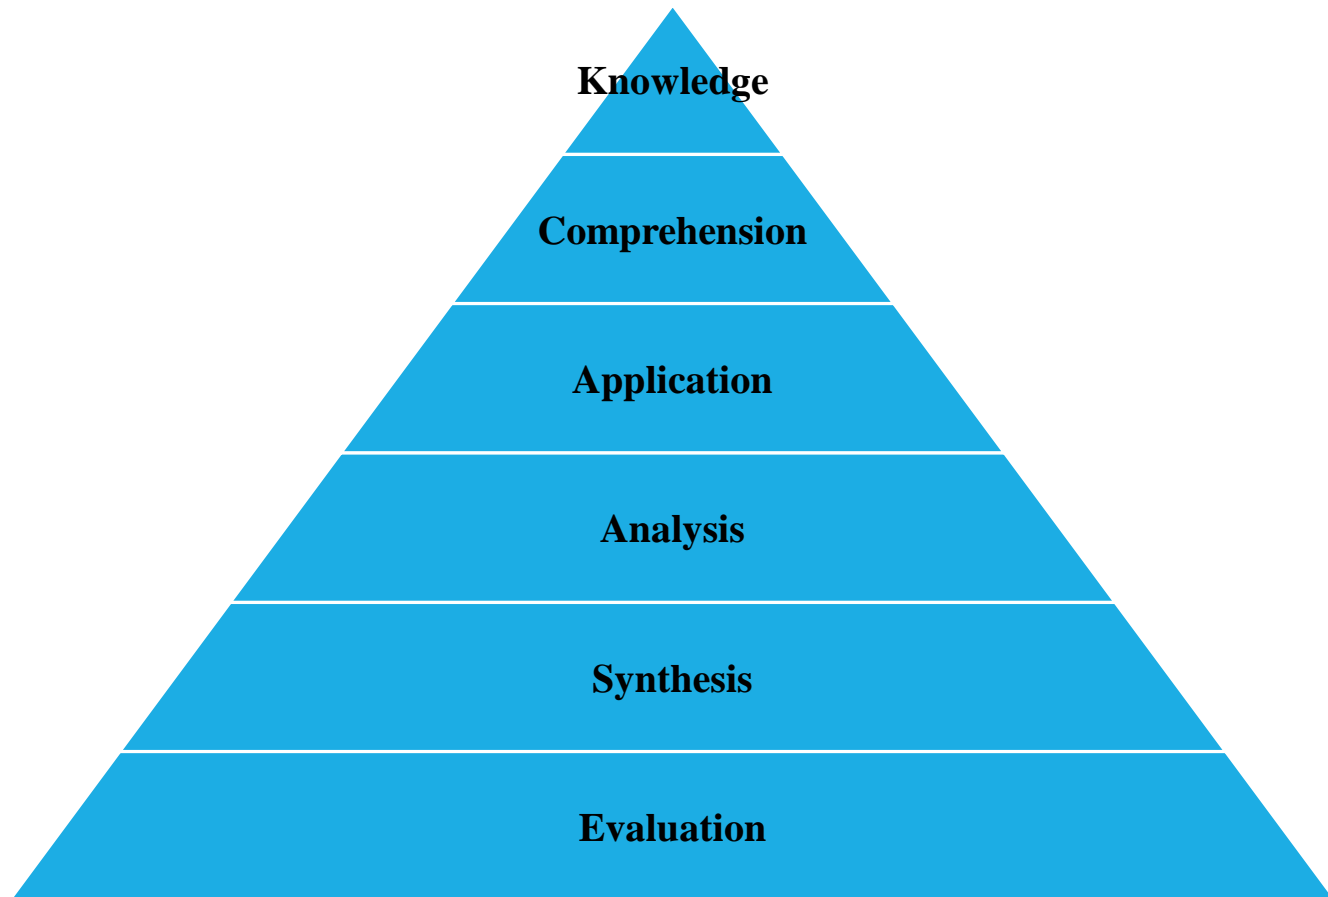 Knowledge
Comprehension
Application
Analysis
Synthesis
Evaluation